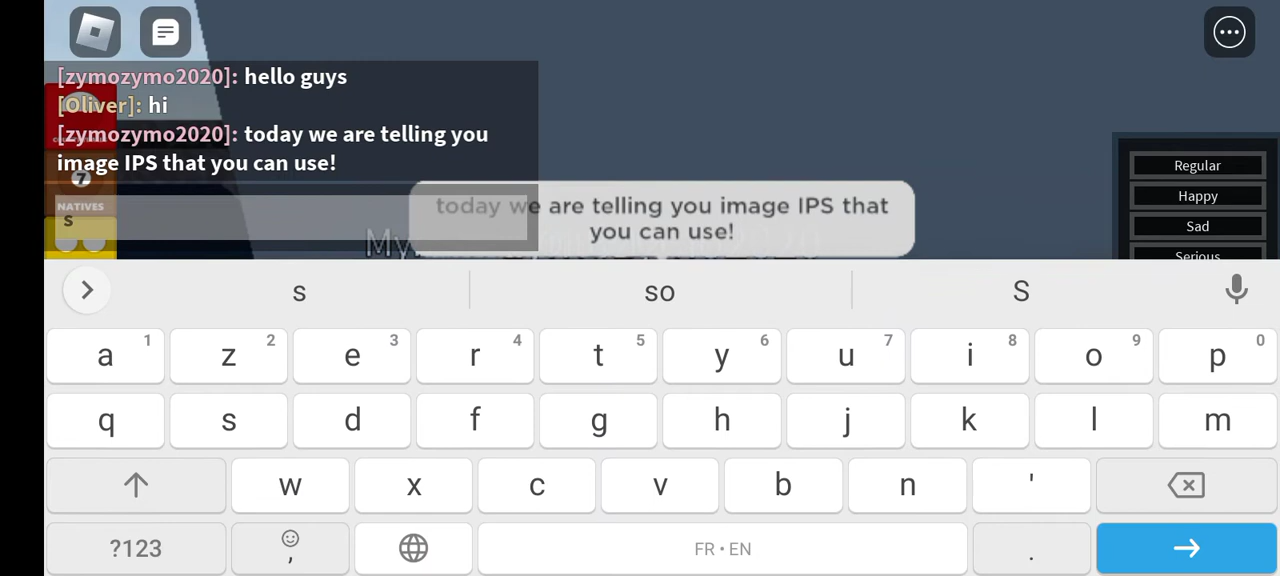 [zymozymo2020]: hello guys
[Oliver]: hi
[zymozymo2020]: today we are telling you
image IPS that you can use!
7
NATIVES
s
today we are telling you image IPS that
you can use!
My
Regular
Happy
Sad
Serious
s so S
a 1 z 2 e 3 r 4 t 5 y 6 u 7 i 8 o 9 p 0
q s d f g h j k l m
w x c v b n '
?123 , FR • EN .